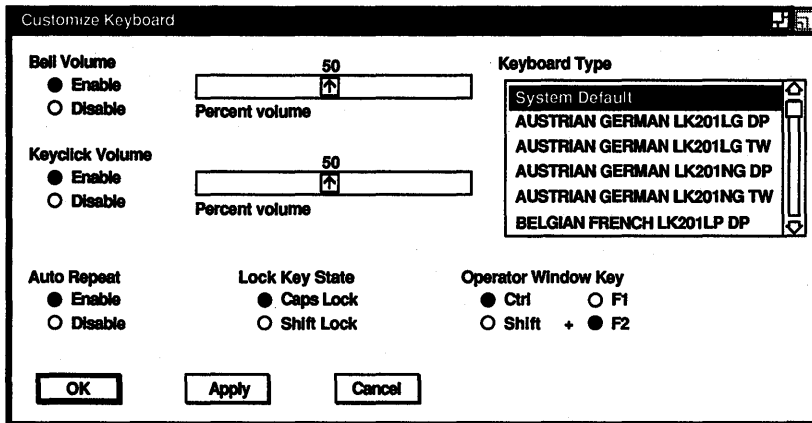 Customize Keyboard
Bell Volume
Enable
Disable
50
Percent volume
Keyboard Type
System Default
AUSTRIAN GERMAN LK201LG DP
AUSTRIAN GERMAN LK201LG TW
AUSTRIAN GERMAN LK201NG DP
AUSTRIAN GERMAN LK201NG TW
BELGIAN FRENCH LK201LP DP
Keyclick Volume
Enable
Disable
50
Percent volume
Auto Repeat
Enable
Disable
Lock Key State
Caps Lock
Shift Lock
Operator Window Key
Ctrl F1
Shift + F2
OK Apply Cancel